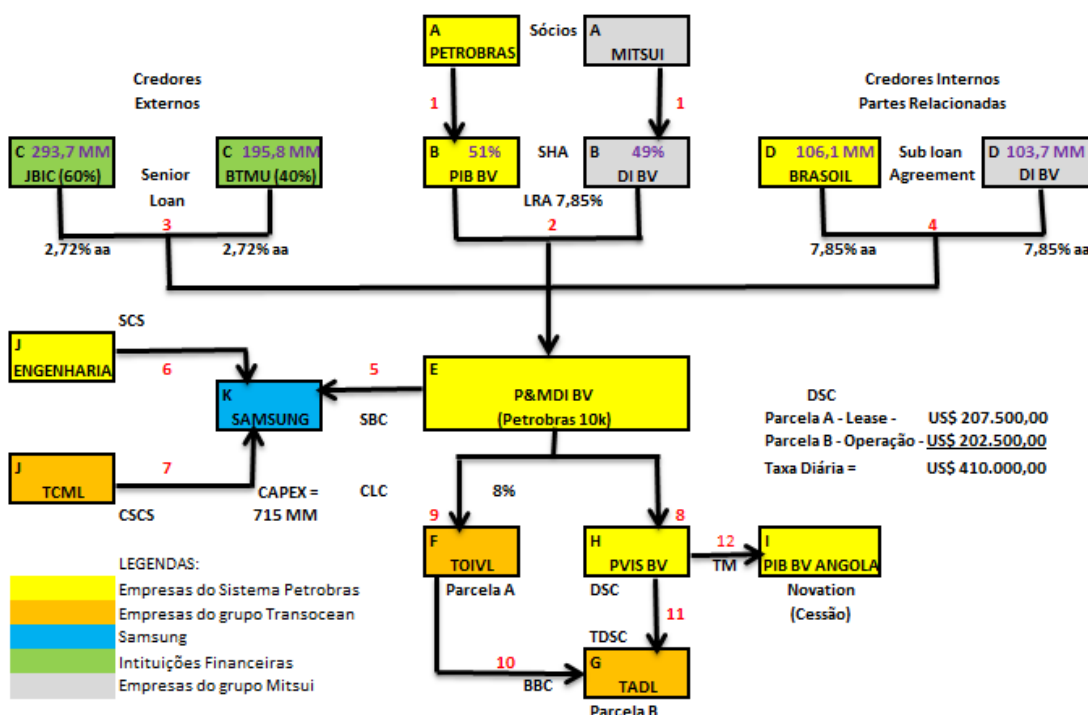 A
PETROBRAS
Sócios
A
MITSUI
Credores
Externos
Credores Internos
Partes Relacionadas
1
1
C 293,7 MM
JBIC (60%)
Senior
Loan
C 195,8 MM
BTMU (40%)
B 51%
PIB BV
SHA
B 49%
DI BV
D 106,1 MM
BRASOIL
Sub loan
Agreement
D 103,7 MM
DI BV
LRA 7,85%
3
2
4
2,72% aa
2,72% aa
7,85% aa
7,85% aa
SCS
J
ENGENHARIA
6
K
SAMSUNG
5
SBC
E
P&MDI BV
(Petrobras 10k)
DSC
Parcela A - Lease - US$ 207.500,00
Parcela B - Operação - US$ 202.500,00
Taxa Diária = US$ 410.000,00
J
TCML
7
CSCS
CAPEX =
715 MM
CLC
8%
9
8
F
TOIVL
Parcela A
H
PVIS BV
DSC
12
TM
I
PIB BV ANGOLA
Novation
(Cessão)
11
TDSC
10
BBC
G
TADL
Parcela B
LEGENDAS:
Empresas do Sistema Petrobras
Empresas do grupo Transocean
Samsung
Intituições Financeiras
Empresas do grupo Mitsui